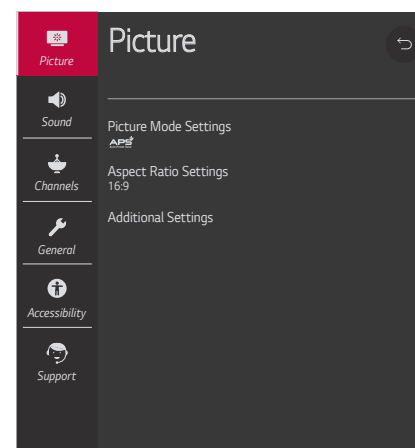 Picture
Picture
Sound
Picture Mode Settings
APS
Aspect Ratio Settings
16:9
Channels
Additional Settings
General
Accessibility
Support